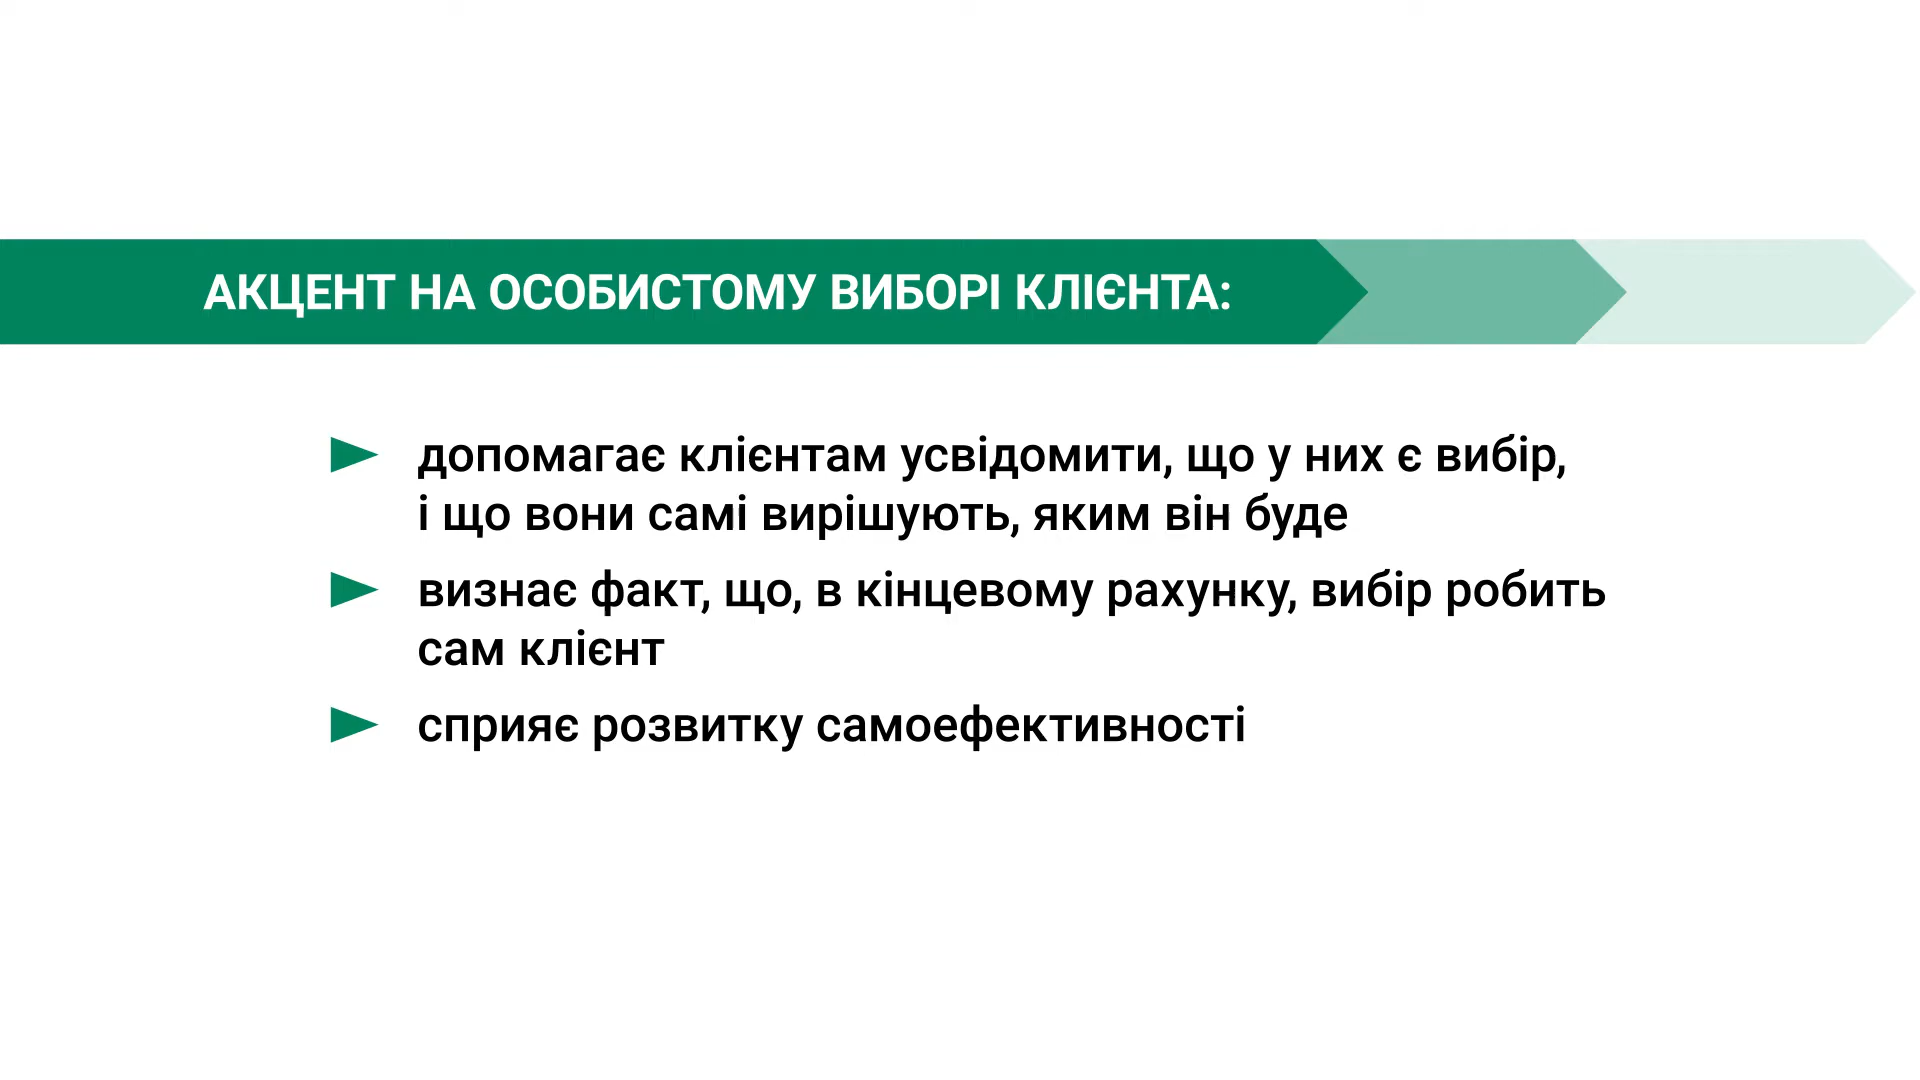 АКЦЕНТ НА ОСОБИСТОМУ ВИБОРІ КЛІЄНТА:
допомагає клієнтам усвідомити, що у них є вибір,
і що вони самі вирішують, яким він буде
визнає факт, що, в кінцевому рахунку, вибір робить
сам клієнт
сприяє розвитку самоефективності